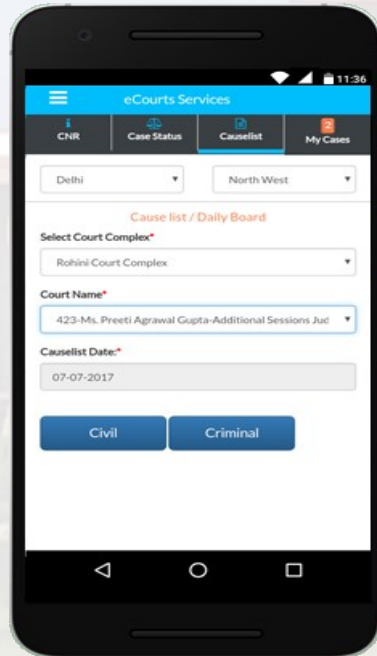 11:36
eCourts Services
i
CNR
Case Status
Causelist
2
My Cases
Delhi
North West
Cause list / Daily Board
Select Court Complex*
Rohini Court Complex
Court Name*
423-Ms. Preeti Agrawal Gupta-Additional Sessions Jud
Causelist Date:*
07-07-2017
Civil
Criminal